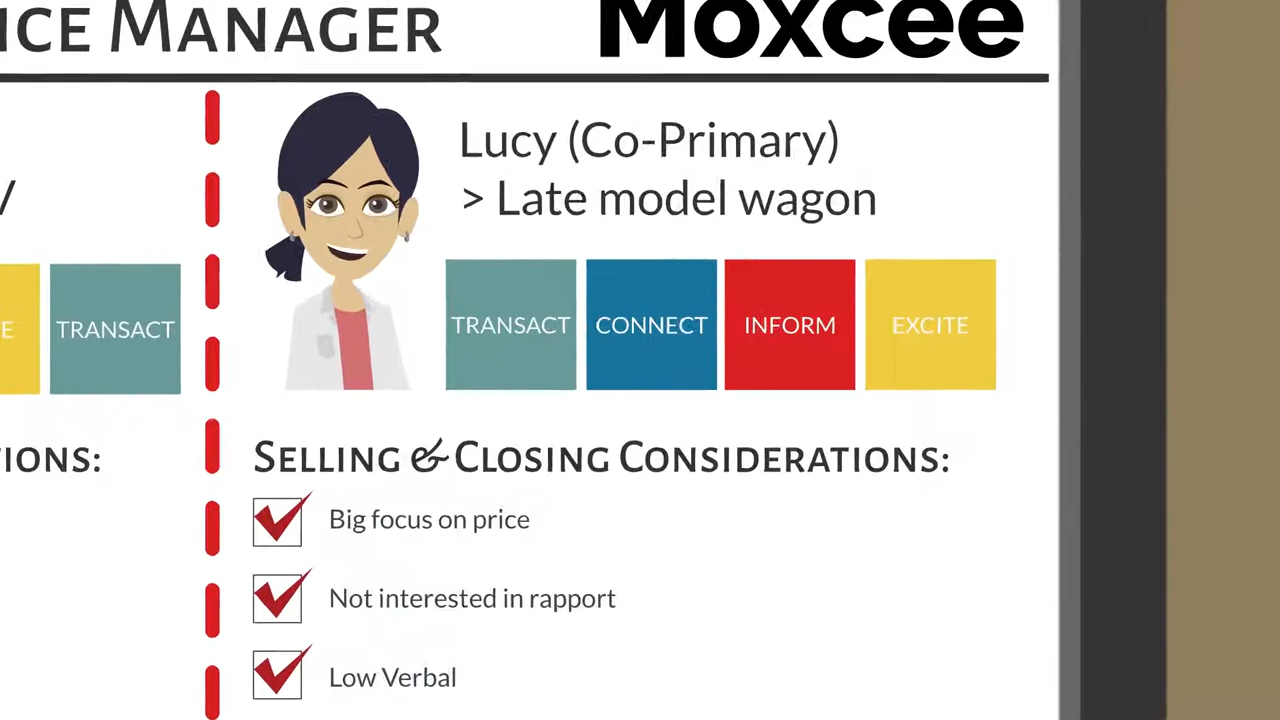 ICE MANAGER
Moxcee
/
E
TRANSACT
IONS:
Lucy (Co-Primary)
> Late model wagon
TRANSACT CONNECT INFORM EXCITE
SELLING & CLOSING CONSIDERATIONS:
Big focus on price
Not interested in rapport
Low Verbal